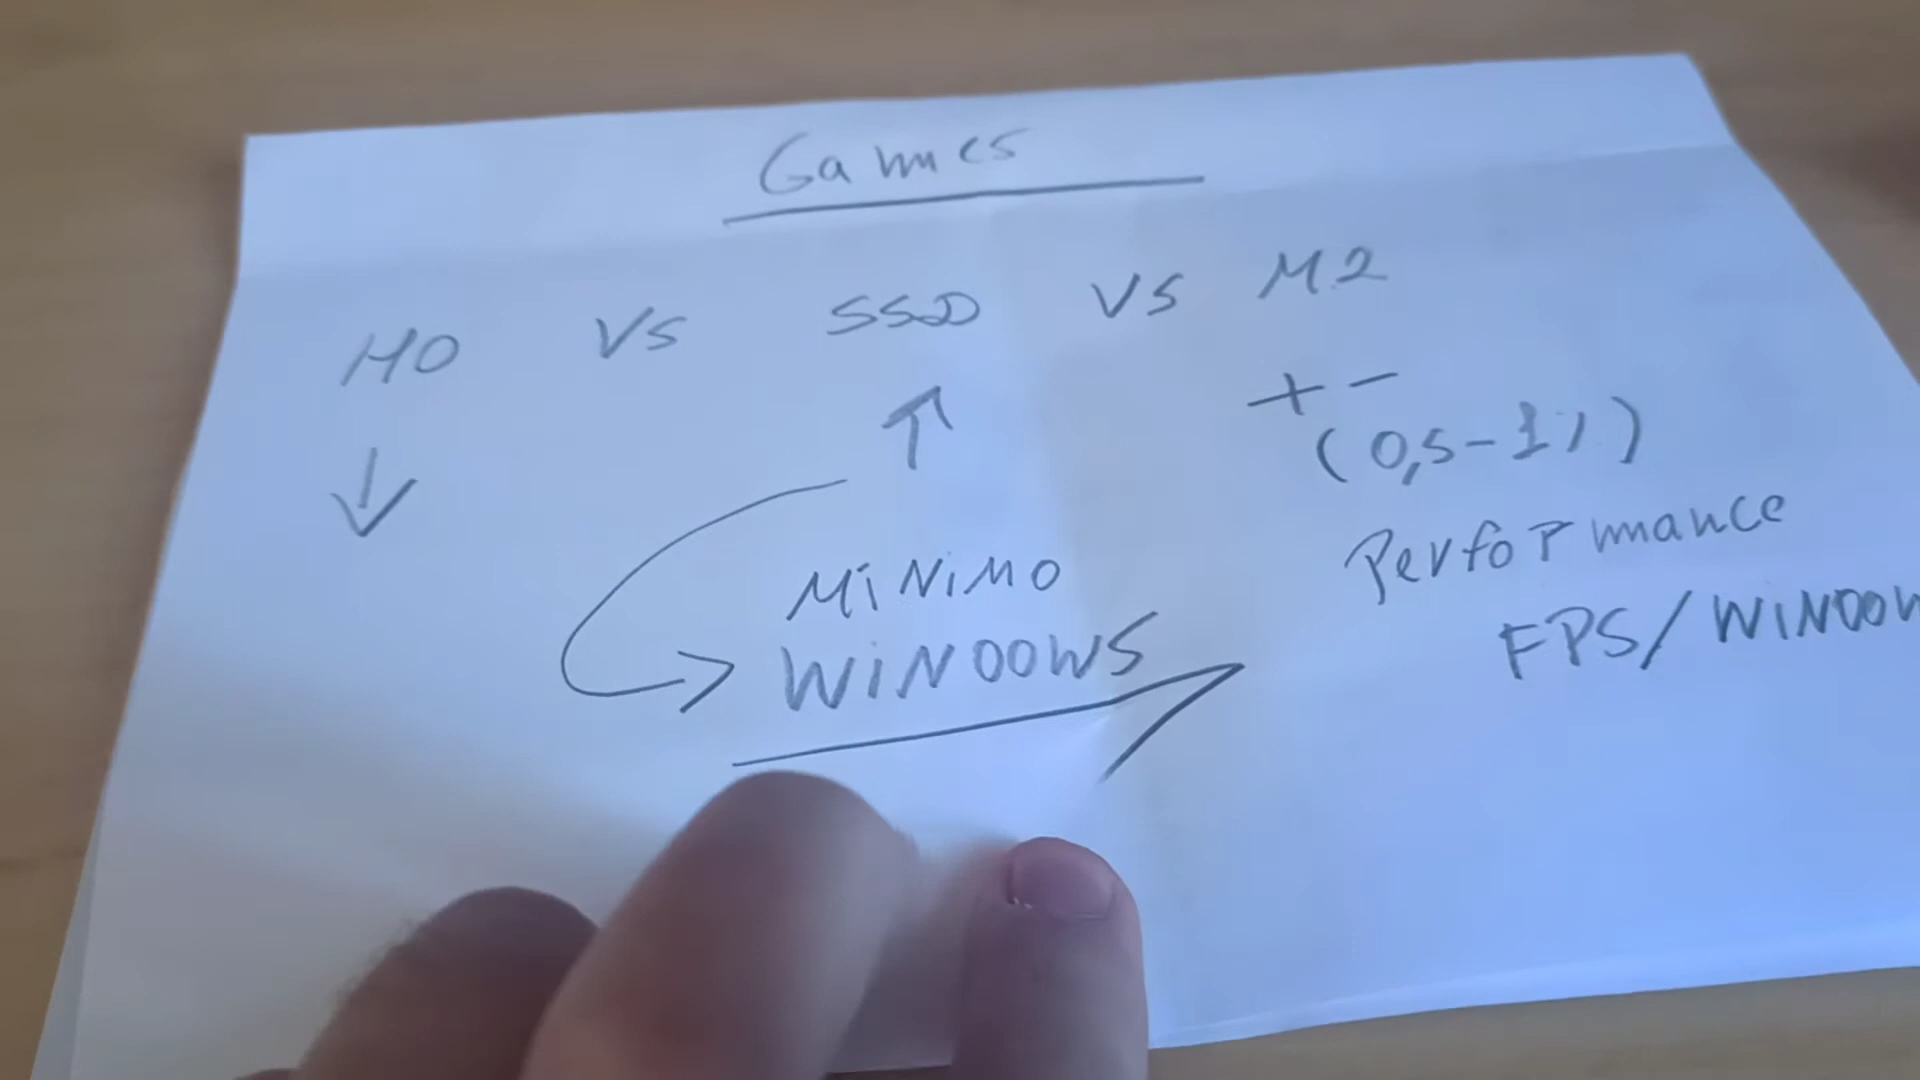 Games
HD vs SSD vs M2
+ -
(0,5-1%)
Performance
FPS/WINDOW
MiNiMO
WiNDOWS